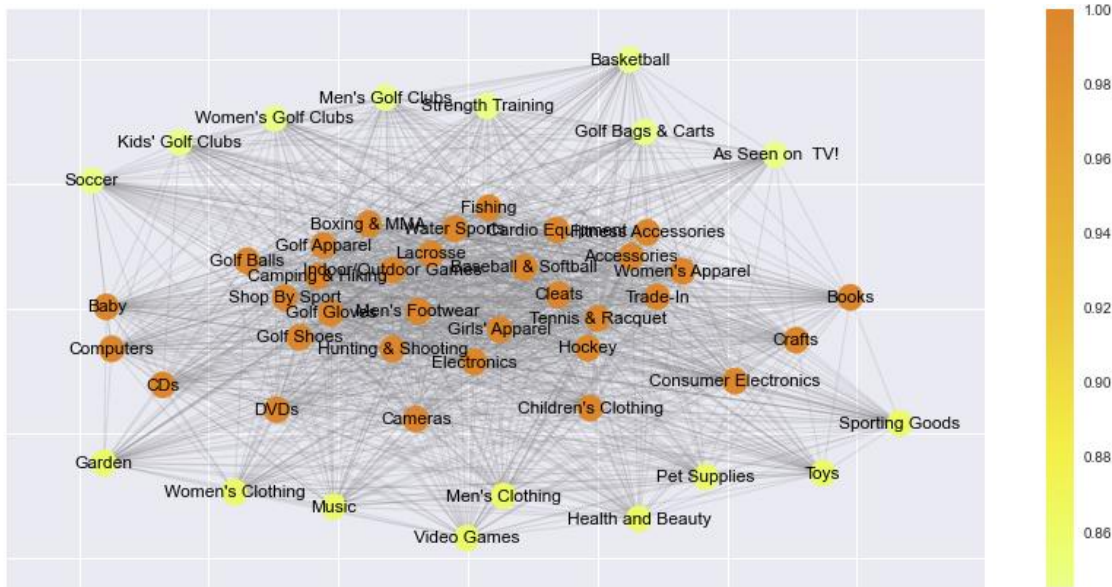 1.00
Basketball
Men's Golf Clubs
Strength Training
Women's Golf Clubs
0.98
Golf Bags & Carts
Kids' Golf Clubs
As Seen on  TV!
Soccer
0.96
Fishing
Boxing & MMA
Water Sports
Cardio Equipment
Fitness Accessories
0.94
Golf Apparel
Lacrosse
Accessories
Golf Balls
Indoor/Outdoor Games
Baseball & Softball
Women's Apparel
Camping & Hiking
Shop By Sport
Cleats
Trade-In
Books
Baby
0.92
Golf Gloves
Men's Footwear
Tennis & Racquet
Girls' Apparel
Golf Shoes
Crafts
Computers
Hunting & Shooting
Hockey
Electronics
0.90
Consumer Electronics
CDs
DVDs
Children's Clothing
Cameras
Sporting Goods
0.88
Garden
Toys
Pet Supplies
Women's Clothing
Men's Clothing
Music
Health and Beauty
0.86
Video Games